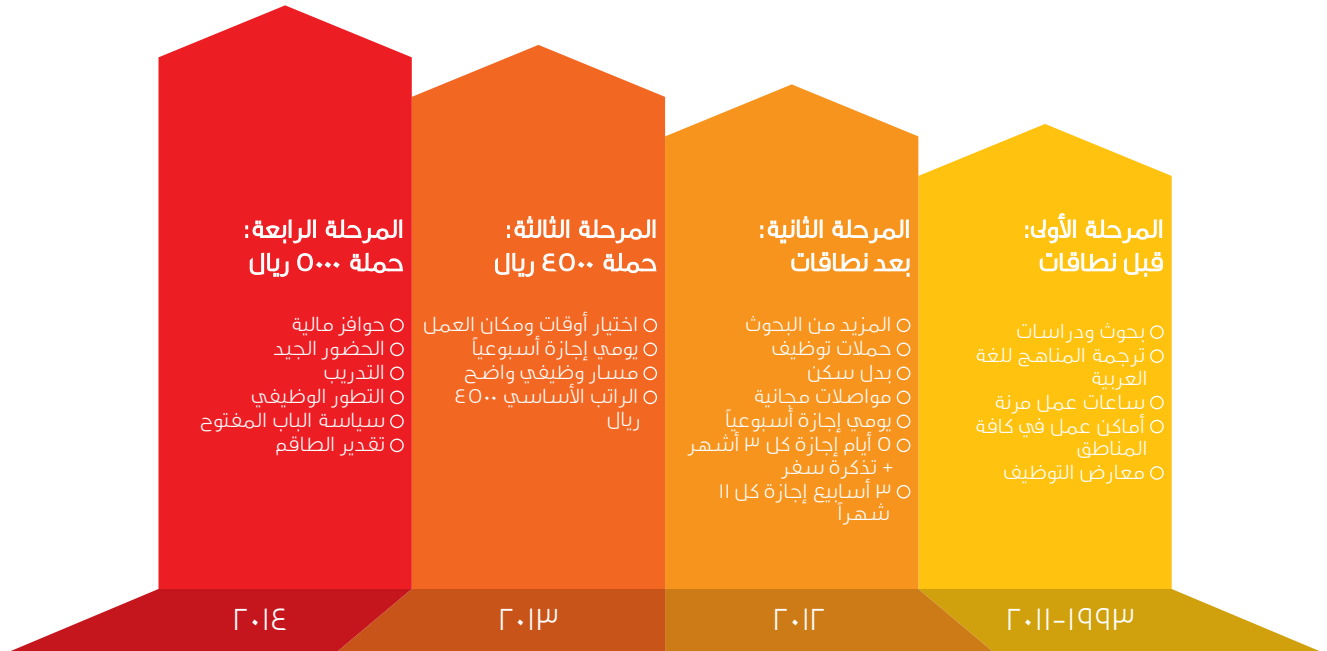 المرحلة الأولى:
قبل نطاقات
○ بحوث ودراسات
○ ترجمة المناهج للغة
العربية
○ ساعات عمل مرنة
○ أماكن عمل في كافة
المناطق
○ معارض التوظيف
١٩٩٣-٢٠١١
المرحلة الثانية:
بعد نطاقات
○ المزيد من البحوث
○ حملات توظيف
○ بدل سكن
○ مواصلات مجانية
○ يومي إجازة أسبوعياً
○ ٥ أيام إجازة كل ٣ أشهر
+ تذكرة سفر
○ ٣ أسابيع إجازة كل ١١
شهراً
٢٠١٢
المرحلة الثالثة:
حملة ٤٥٠٠ ريال
○ اختيار أوقات ومكان العمل
○ يومي إجازة أسبوعياً
○ مسار وظيفي واضح
○ الراتب الأساسي ٤٥٠٠
ريال
٢٠١٣
المرحلة الرابعة:
حملة ٥٠٠٠ ريال
○ حوافز مالية
○ الحضور الجيد
○ التدريب
○ التطور الوظيفي
○ سياسة الباب المفتوح
○ تقدير الطاقم
٢٠١٤